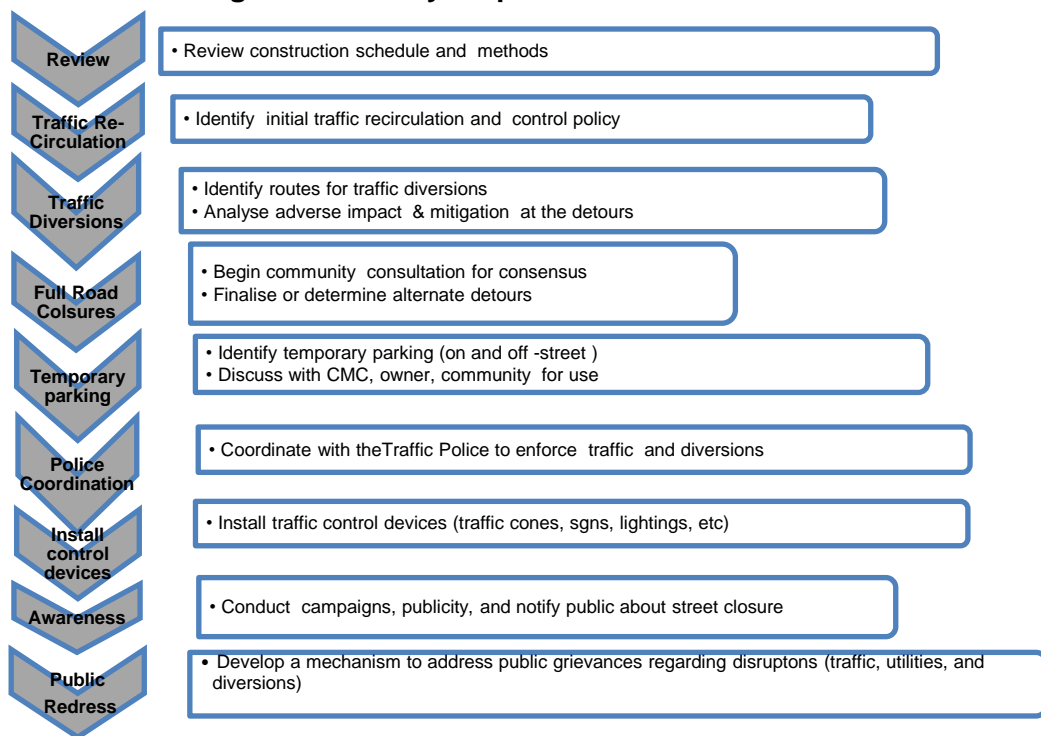 Review
• Review construction schedule and methods
Traffic Re-
Circulation
• Identify initial traffic recirculation and control policy
Traffic
Diversions
• Identify routes for traffic diversions
• Analyse adverse impact & mitigation at the detours
Full Road
Colsures
• Begin community consultation for consensus
• Finalise or determine alternate detours
Temporary
parking
• Identify temporary parking (on and off -street )
• Discuss with CMC, owner, community for use
Police
Coordination
• Coordinate with theTraffic Police to enforce traffic and diversions
Install
control
devices
• Install traffic control devices (traffic cones, sgns, lightings, etc)
Awareness
• Conduct campaigns, publicity, and notify public about street closure
Public
Redress
• Develop a mechanism to address public grievances regarding disruptons (traffic, utilities, and
diversions)